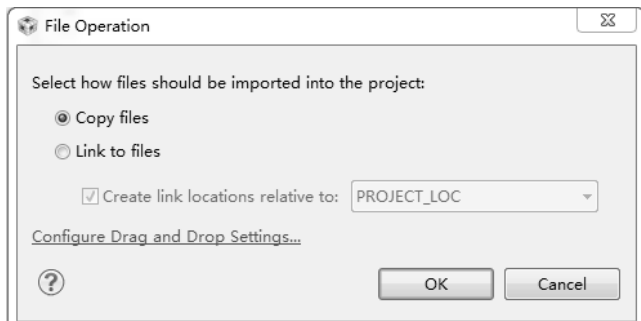 File Operation
Select how files should be imported into the project:
Copy files
Link to files
Create link locations relative to: PROJECT_LOC
Configure Drag and Drop Settings...
? OK Cancel